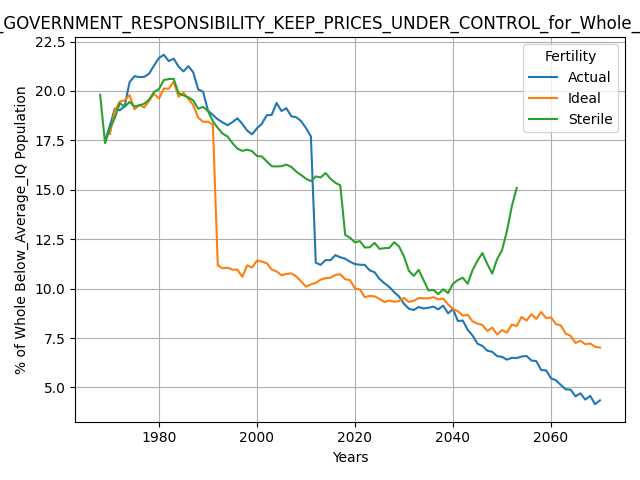 _GOVERNMENT_RESPONSIBILITY_KEEP_PRICES_UNDER_CONTROL_for_Whole_
22.5
20.0
17.5
15.0
12.5
10.0
7.5
5.0
% of Whole Below_Average_IQ Population
Fertility
Actual
Ideal
Sterile
1980
2000
2020
2040
2060
Years